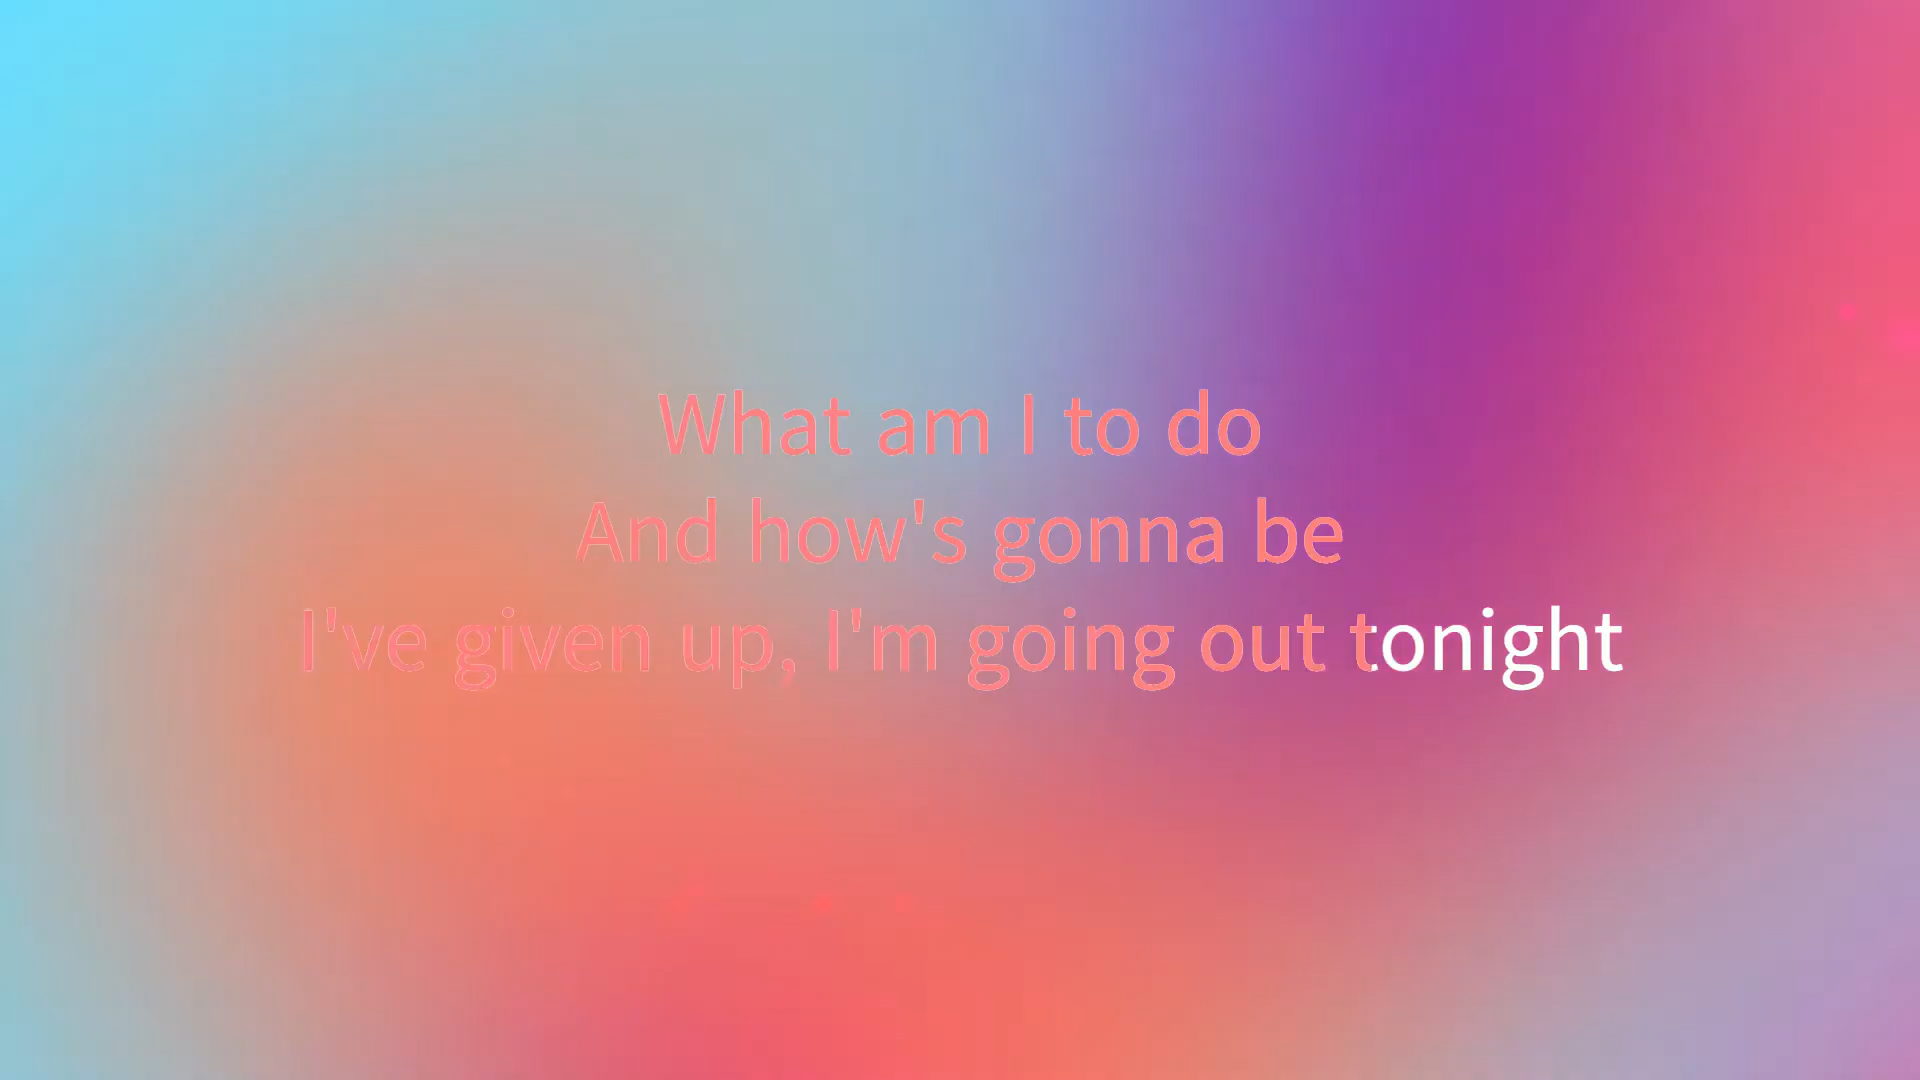 What am I to do
And how's gonna be
I've given up, I'm going out tonight